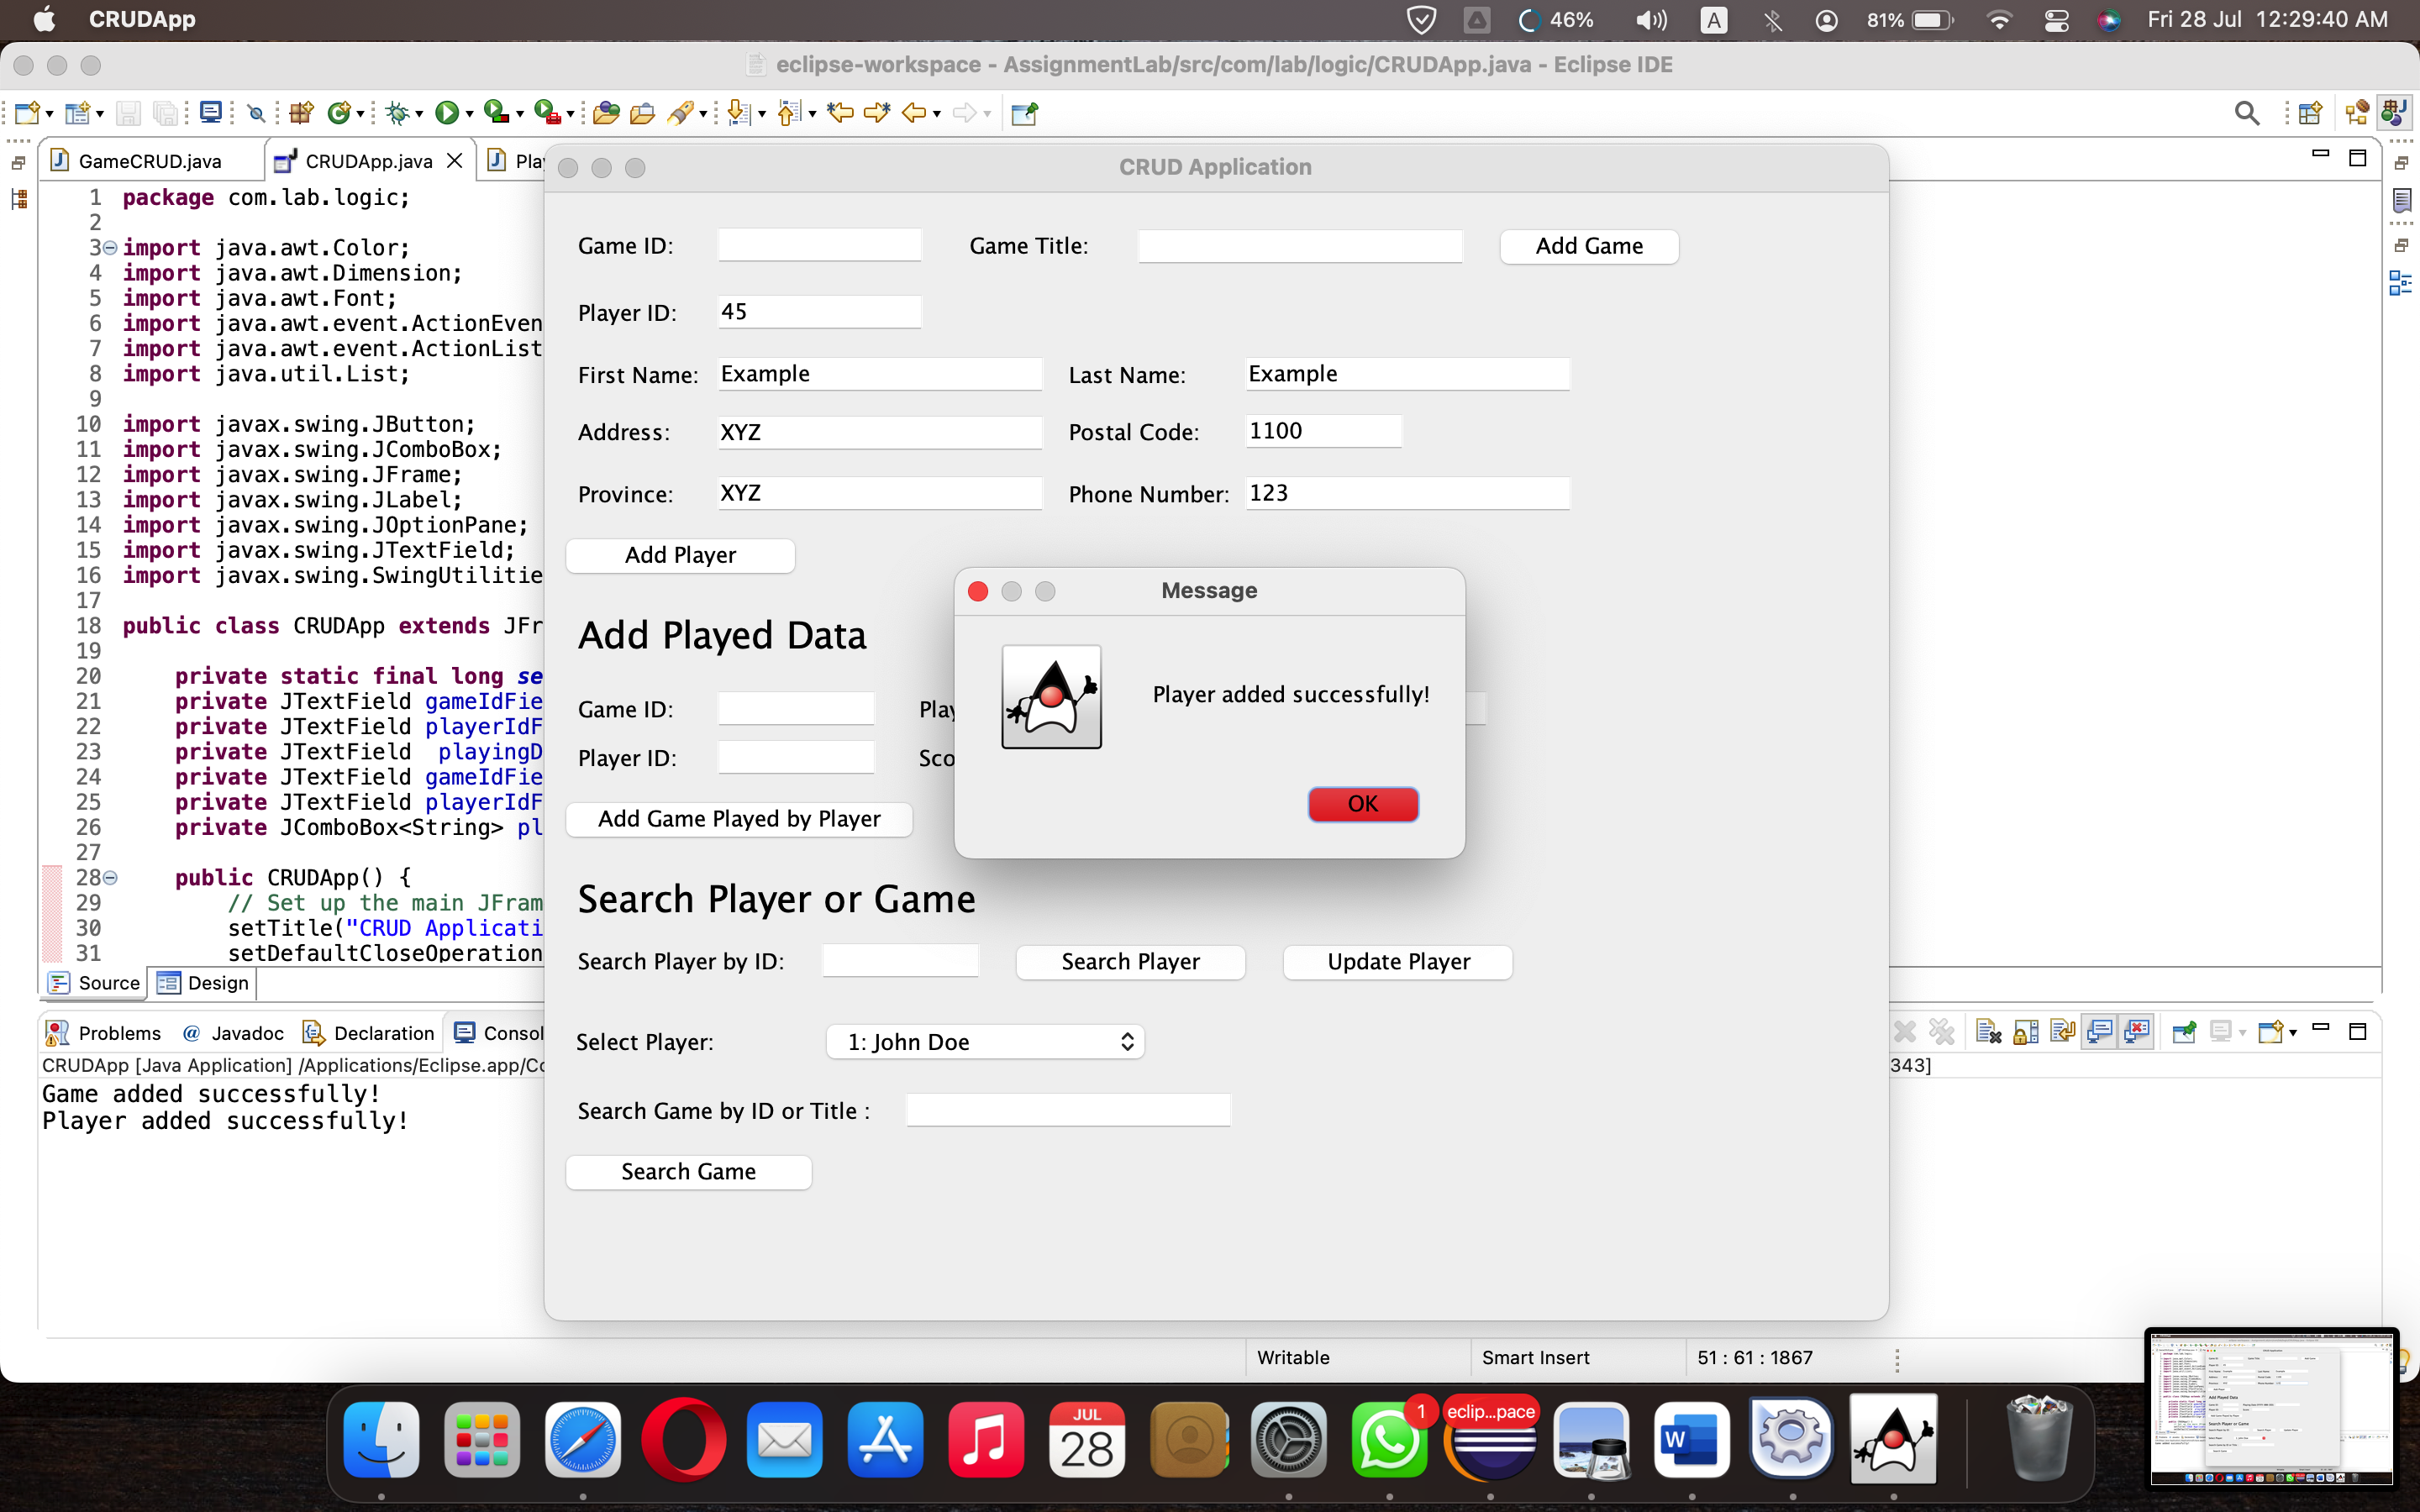 CRUDApp
46%
A
81%
Fri 28 Jul 12:29:40 AM
eclipse-workspace - AssignmentLab/src/com/lab/logic/CRUDApp.java - Eclipse IDE
GameCRUD.java
CRUDApp.java
1 package com.lab.logic;
2
3 import java.awt.Color;
4 import java.awt.Dimension;
5 import java.awt.Font;
6 import java.awt.event.ActionEven
7 import java.awt.event.ActionList
8 import java.util.List;
9
10 import javax.swing.JButton;
11 import javax.swing.JComboBox;
12 import javax.swing.JFrame;
13 import javax.swing.JLabel;
14 import javax.swing.JOptionPane;
15 import javax.swing.JTextField;
16 import javax.swing.SwingUtilitie
17
18 public class CRUDApp extends JFr
19
20 private static final long se
21 private JTextField gameIdFie
22 private JTextField playerIdF
23 private JTextField playingD
24 private JTextField gameIdFie
25 private JTextField playerIdF
26 private JComboBox<String> pl
27
28 public CRUDApp() {
29 // Set up the main JFram
30 setTitle("CRUD Applicati
31 setDefaultCloseOperation
Source Design
CRUD Application
Game ID: Game Title: Add Game
Player ID: 45
First Name: Example Last Name: Example
Address: XYZ Postal Code: 1100
Province: XYZ Phone Number: 123
Add Player
Add Played Data
Game ID: Play
Player ID: Sco
Add Game Played by Player
Message
Player added successfully!
OK
Search Player or Game
Search Player by ID: Search Player Update Player
Select Player: 1: John Doe
Search Game by ID or Title :
Search Game
Problems @ Javadoc Declaration Consol
CRUDApp [Java Application] /Applications/Eclipse.app/Co
343]
Game added successfully!
Player added successfully!
Writable Smart Insert 51 : 61 : 1867
JUL
28
1
eclip...pace
W